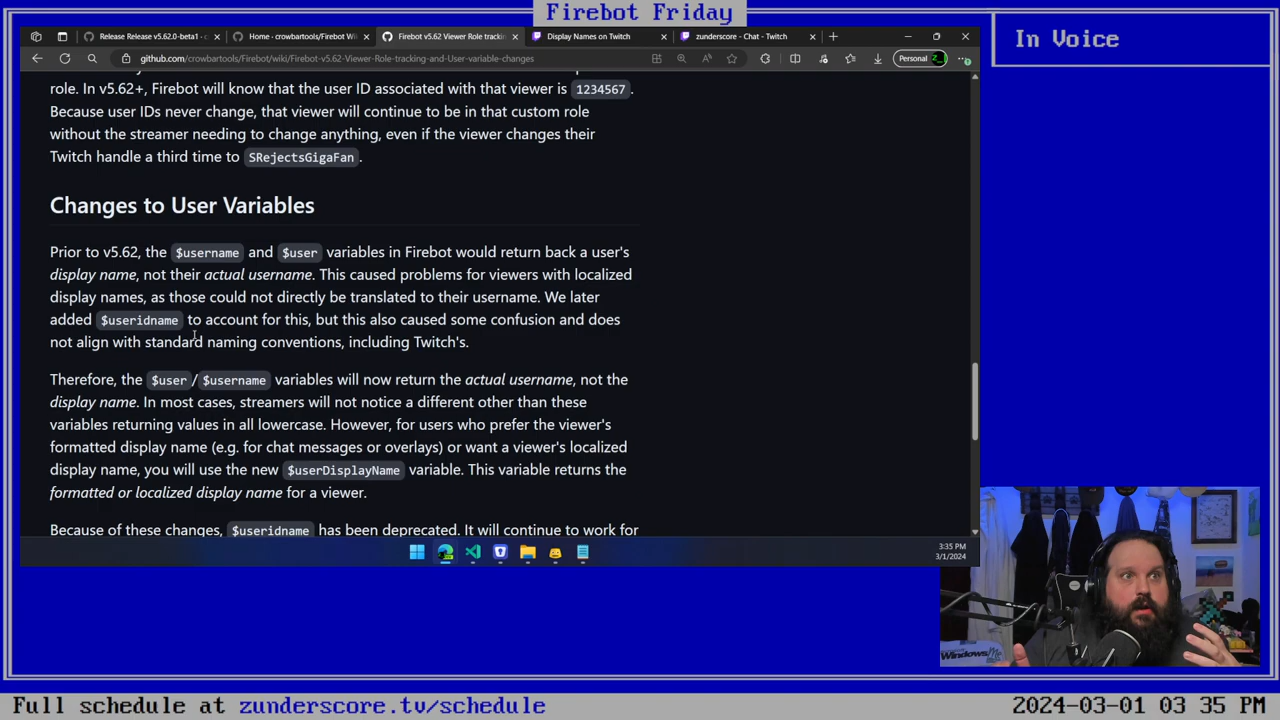 Firebot Friday
Release Release v5.62.0-beta1 -
Home - crowbartools/Firebot Wi
Firebot v5.62 Viewer Role trackin
Display Names on Twitch
zunderscore - Chat - Twitch
In Voice
github.com/crowbartools/Firebot/wiki/Firebot-v5.62-Viewer-Role-tracking-and-User-variable-changes
Personal
role. In v5.62+, Firebot will know that the user ID associated with that viewer is 1234567.
Because user IDs never change, that viewer will continue to be in that custom role
without the streamer needing to change anything, even if the viewer changes their
Twitch handle a third time to SRejectsGigaFan.
Changes to User Variables
Prior to v5.62, the $username and $user variables in Firebot would return back a user's
display name, not their actual username. This caused problems for viewers with localized
display names, as those could not directly be translated to their username. We later
added $useridname to account for this, but this also caused some confusion and does
not align with standard naming conventions, including Twitch's.
Therefore, the $user/$username variables will now return the actual username, not the
display name. In most cases, streamers will not notice a different other than these
variables returning values in all lowercase. However, for users who prefer the viewer's
formatted display name (e.g. for chat messages or overlays) or want a viewer's localized
display name, you will use the new $userDisplayName variable. This variable returns the
formatted or localized display name for a viewer.
Because of these changes, $useridname has been deprecated. It will continue to work for
3:35 PM
3/1/2024
Windows
Full schedule at zunderscore.tv/schedule
2024-03-01 03 35 PM